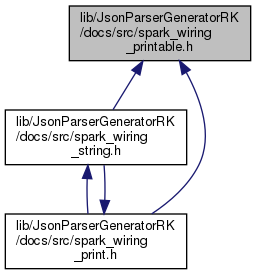 lib/JsonParserGeneratorRK
/docs/src/spark_wiring
_printable.h
lib/JsonParserGeneratorRK
/docs/src/spark_wiring
_string.h
lib/JsonParserGeneratorRK
/docs/src/spark_wiring
_print.h